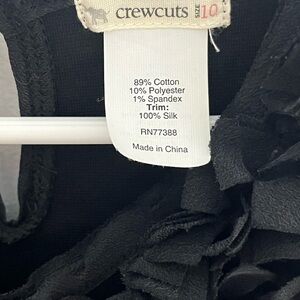 crewcuts SIZE 10
89% Cotton
10% Polyester
1% Spandex
Trim:
100% Silk
RN77388
Made in China